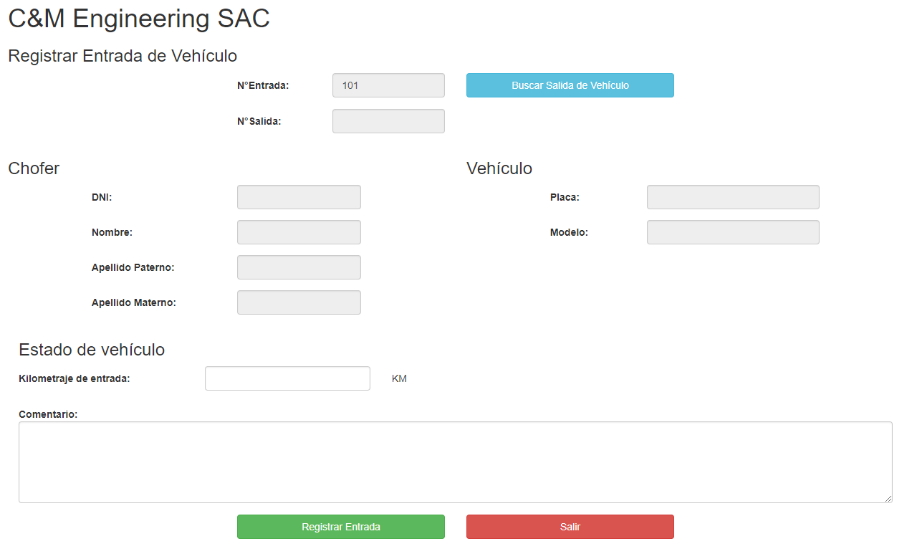 C&M Engineering SAC
Registrar Entrada de Vehículo
N°Entrada: 101 Buscar Salida de Vehículo
N°Salida:
Chofer Vehículo
DNI: Placa:
Nombre: Modelo:
Apellido Paterno:
Apellido Materno:
Estado de vehículo
Kilometraje de entrada: KM
Comentario:
Registrar Entrada Salir